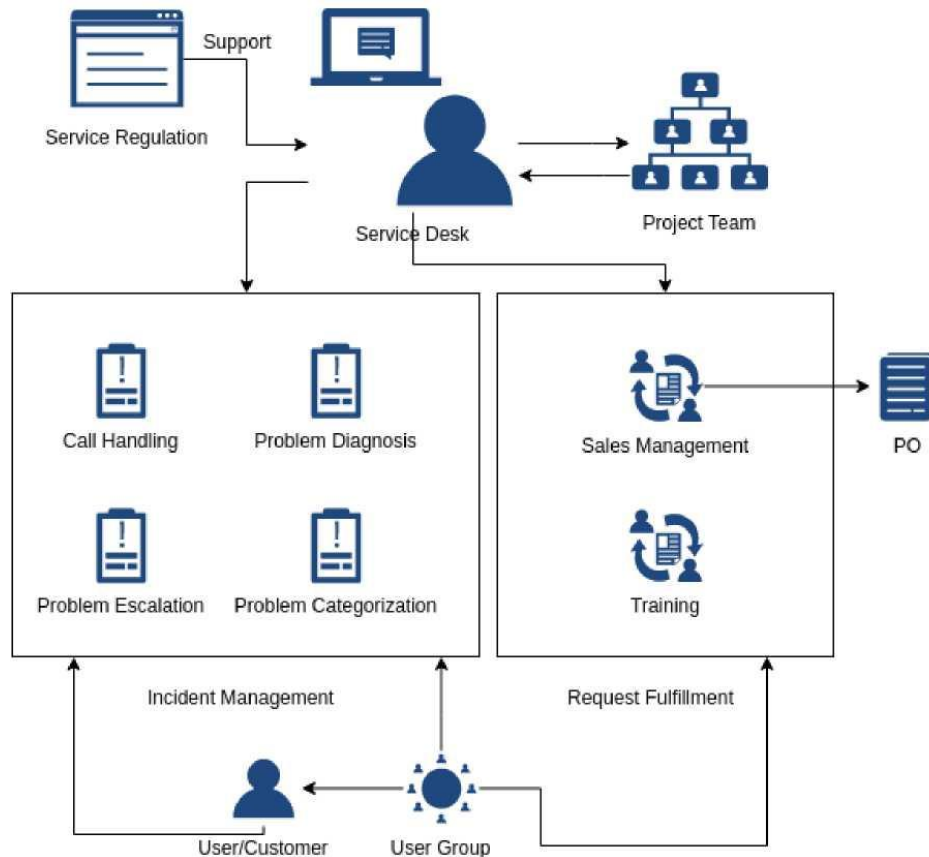 Support
Service Regulation
Service Desk
Project Team
Call Handling
Problem Diagnosis
Sales Management
PO
Problem Escalation
Problem Categorization
Training
Incident Management
Request Fulfillment
User/Customer
User Group